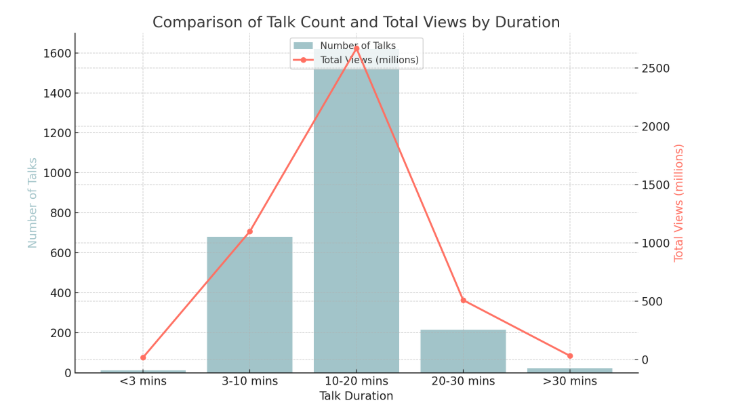 Comparison of Talk Count and Total Views by Duration
Number of Talks
Total Views (millions)
1600
1400
1200
1000
800
600
400
200
0
Number of Talks
2500
2000
1500
1000
500
0
Total Views (millions)
<3 mins
3-10 mins
10-20 mins
20-30 mins
>30 mins
Talk Duration